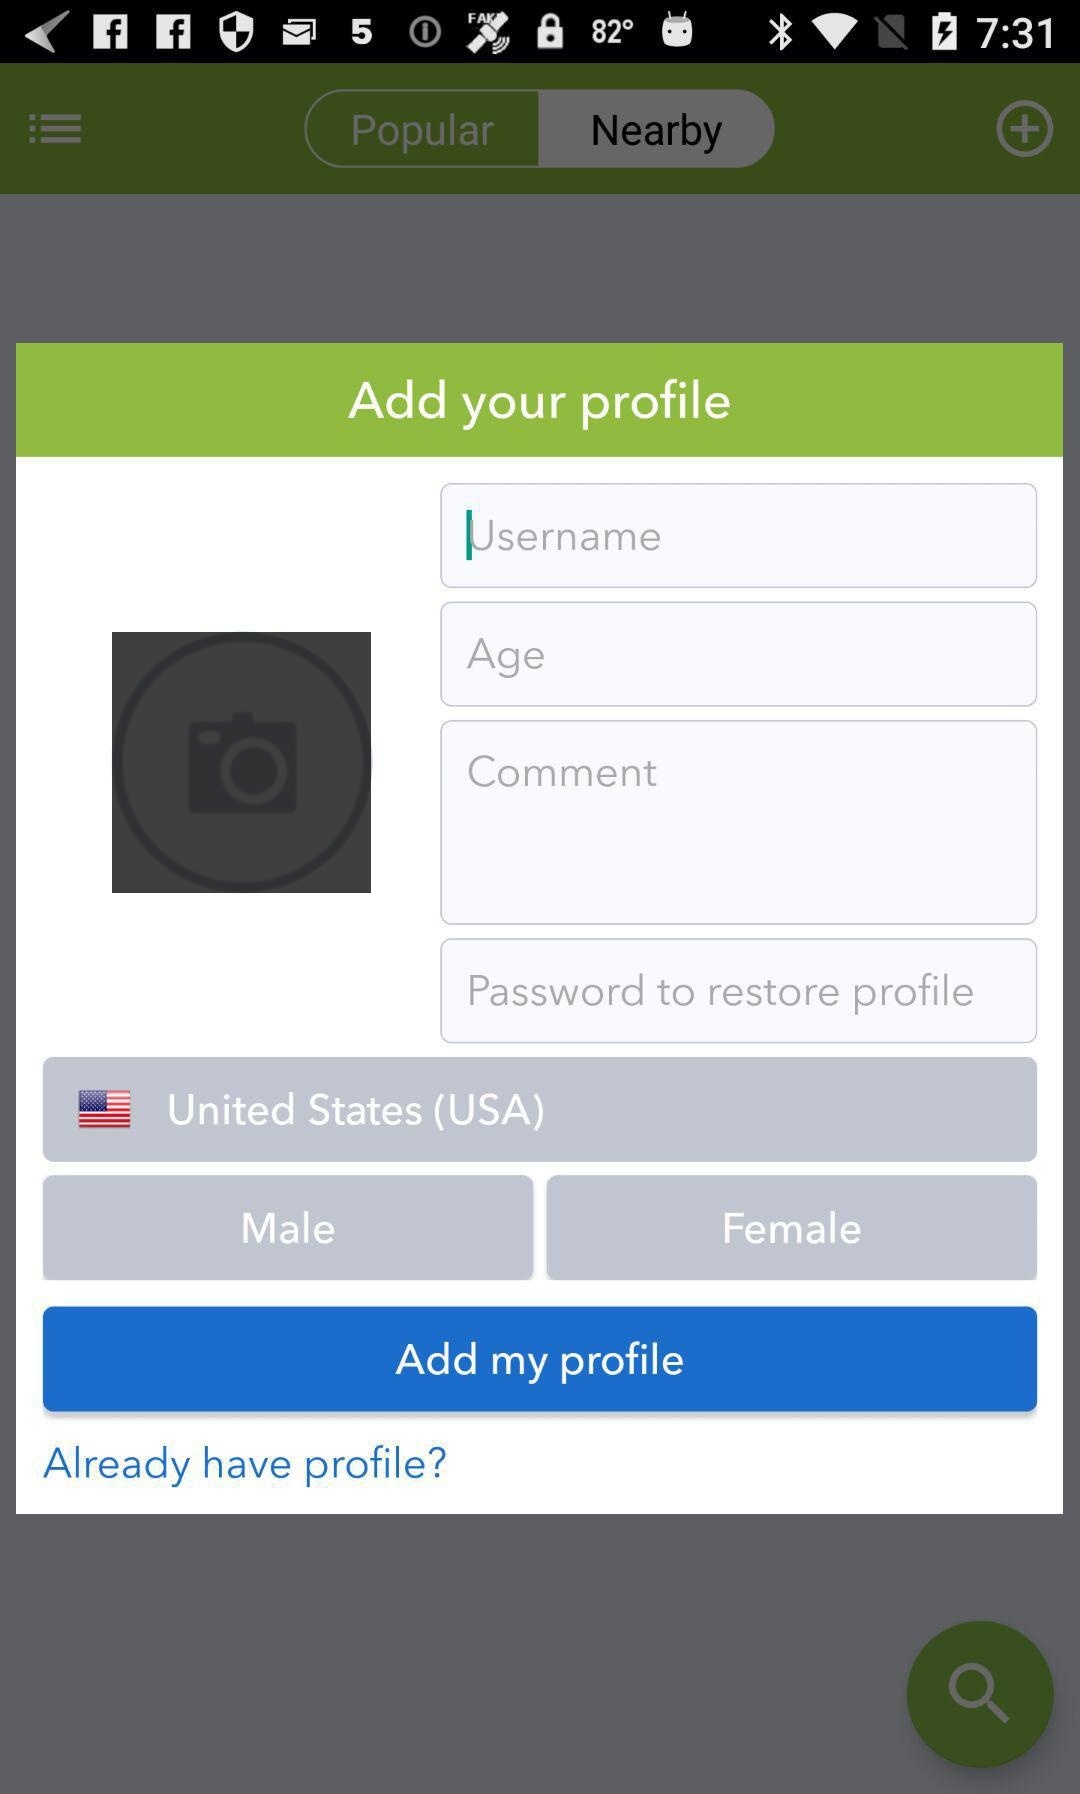 5 FAKE 82° 7:31
Popular Nearby
Add your profile
Username
Age
Comment
Password to restore profile
United States (USA)
Male Female
Add my profile
Already have profile?